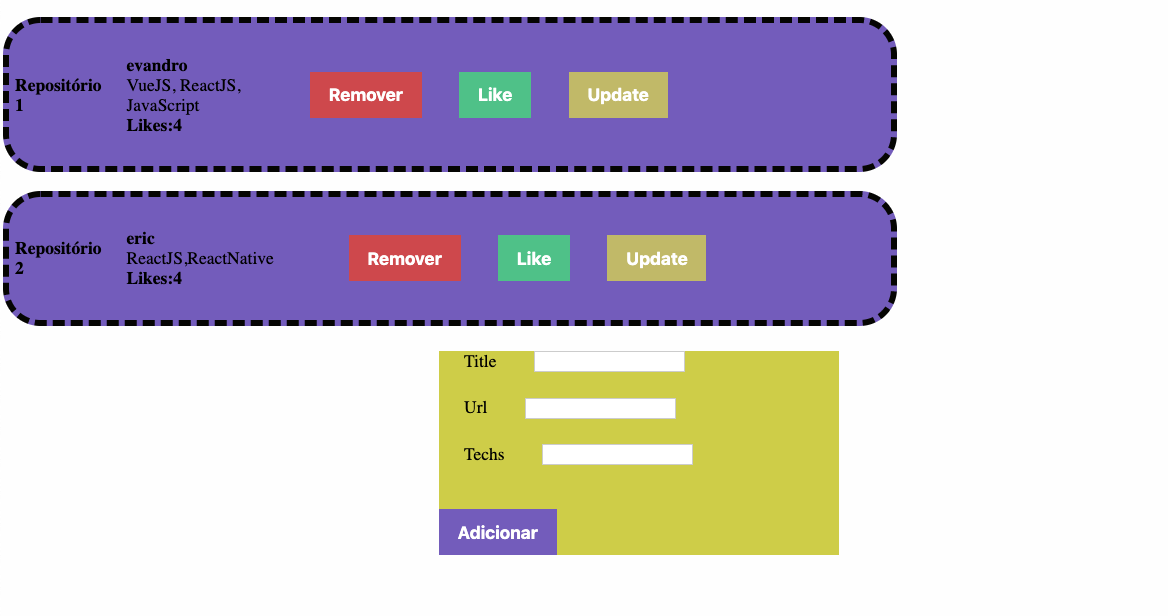 evandro
Repositório
1
VueJS, ReactJS,
JavaScript
Likes:4
Remover
Like
Update
eric
Repositório
2
ReactJS,ReactNative
Likes:4
Remover
Like
Update
Title
Url
Techs
Adicionar